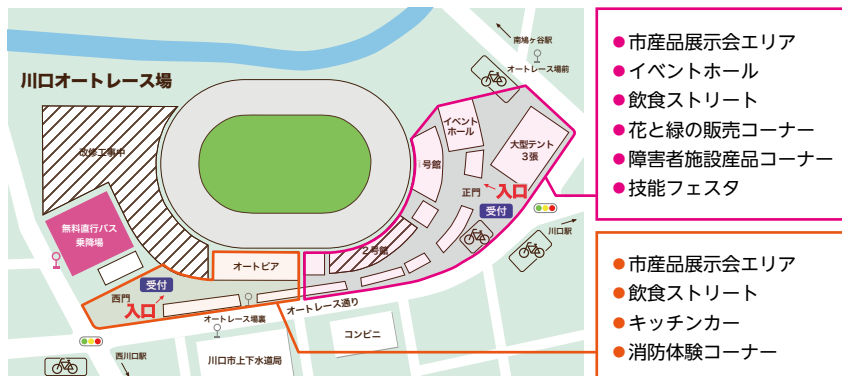 川口オートレース場
改修工事中
無料直行バス
乗降場
西門
入口
受付
オートピア
オートレース場裏
オートレース通り
川口市上下水道局
コンビニ
西川口駅
南鳩ヶ谷駅
オートレース場前
イベント
ホール
大型テント
3張
号館
正門
入口
受付
2号館
川口駅
●市産品展示会エリア
●イベントホール
●飲食ストリート
●花と緑の販売コーナー
●障害者施設産品コーナー
●技能フェスタ
●市産品展示会エリア
●飲食ストリート
●キッチンカー
●消防体験コーナー